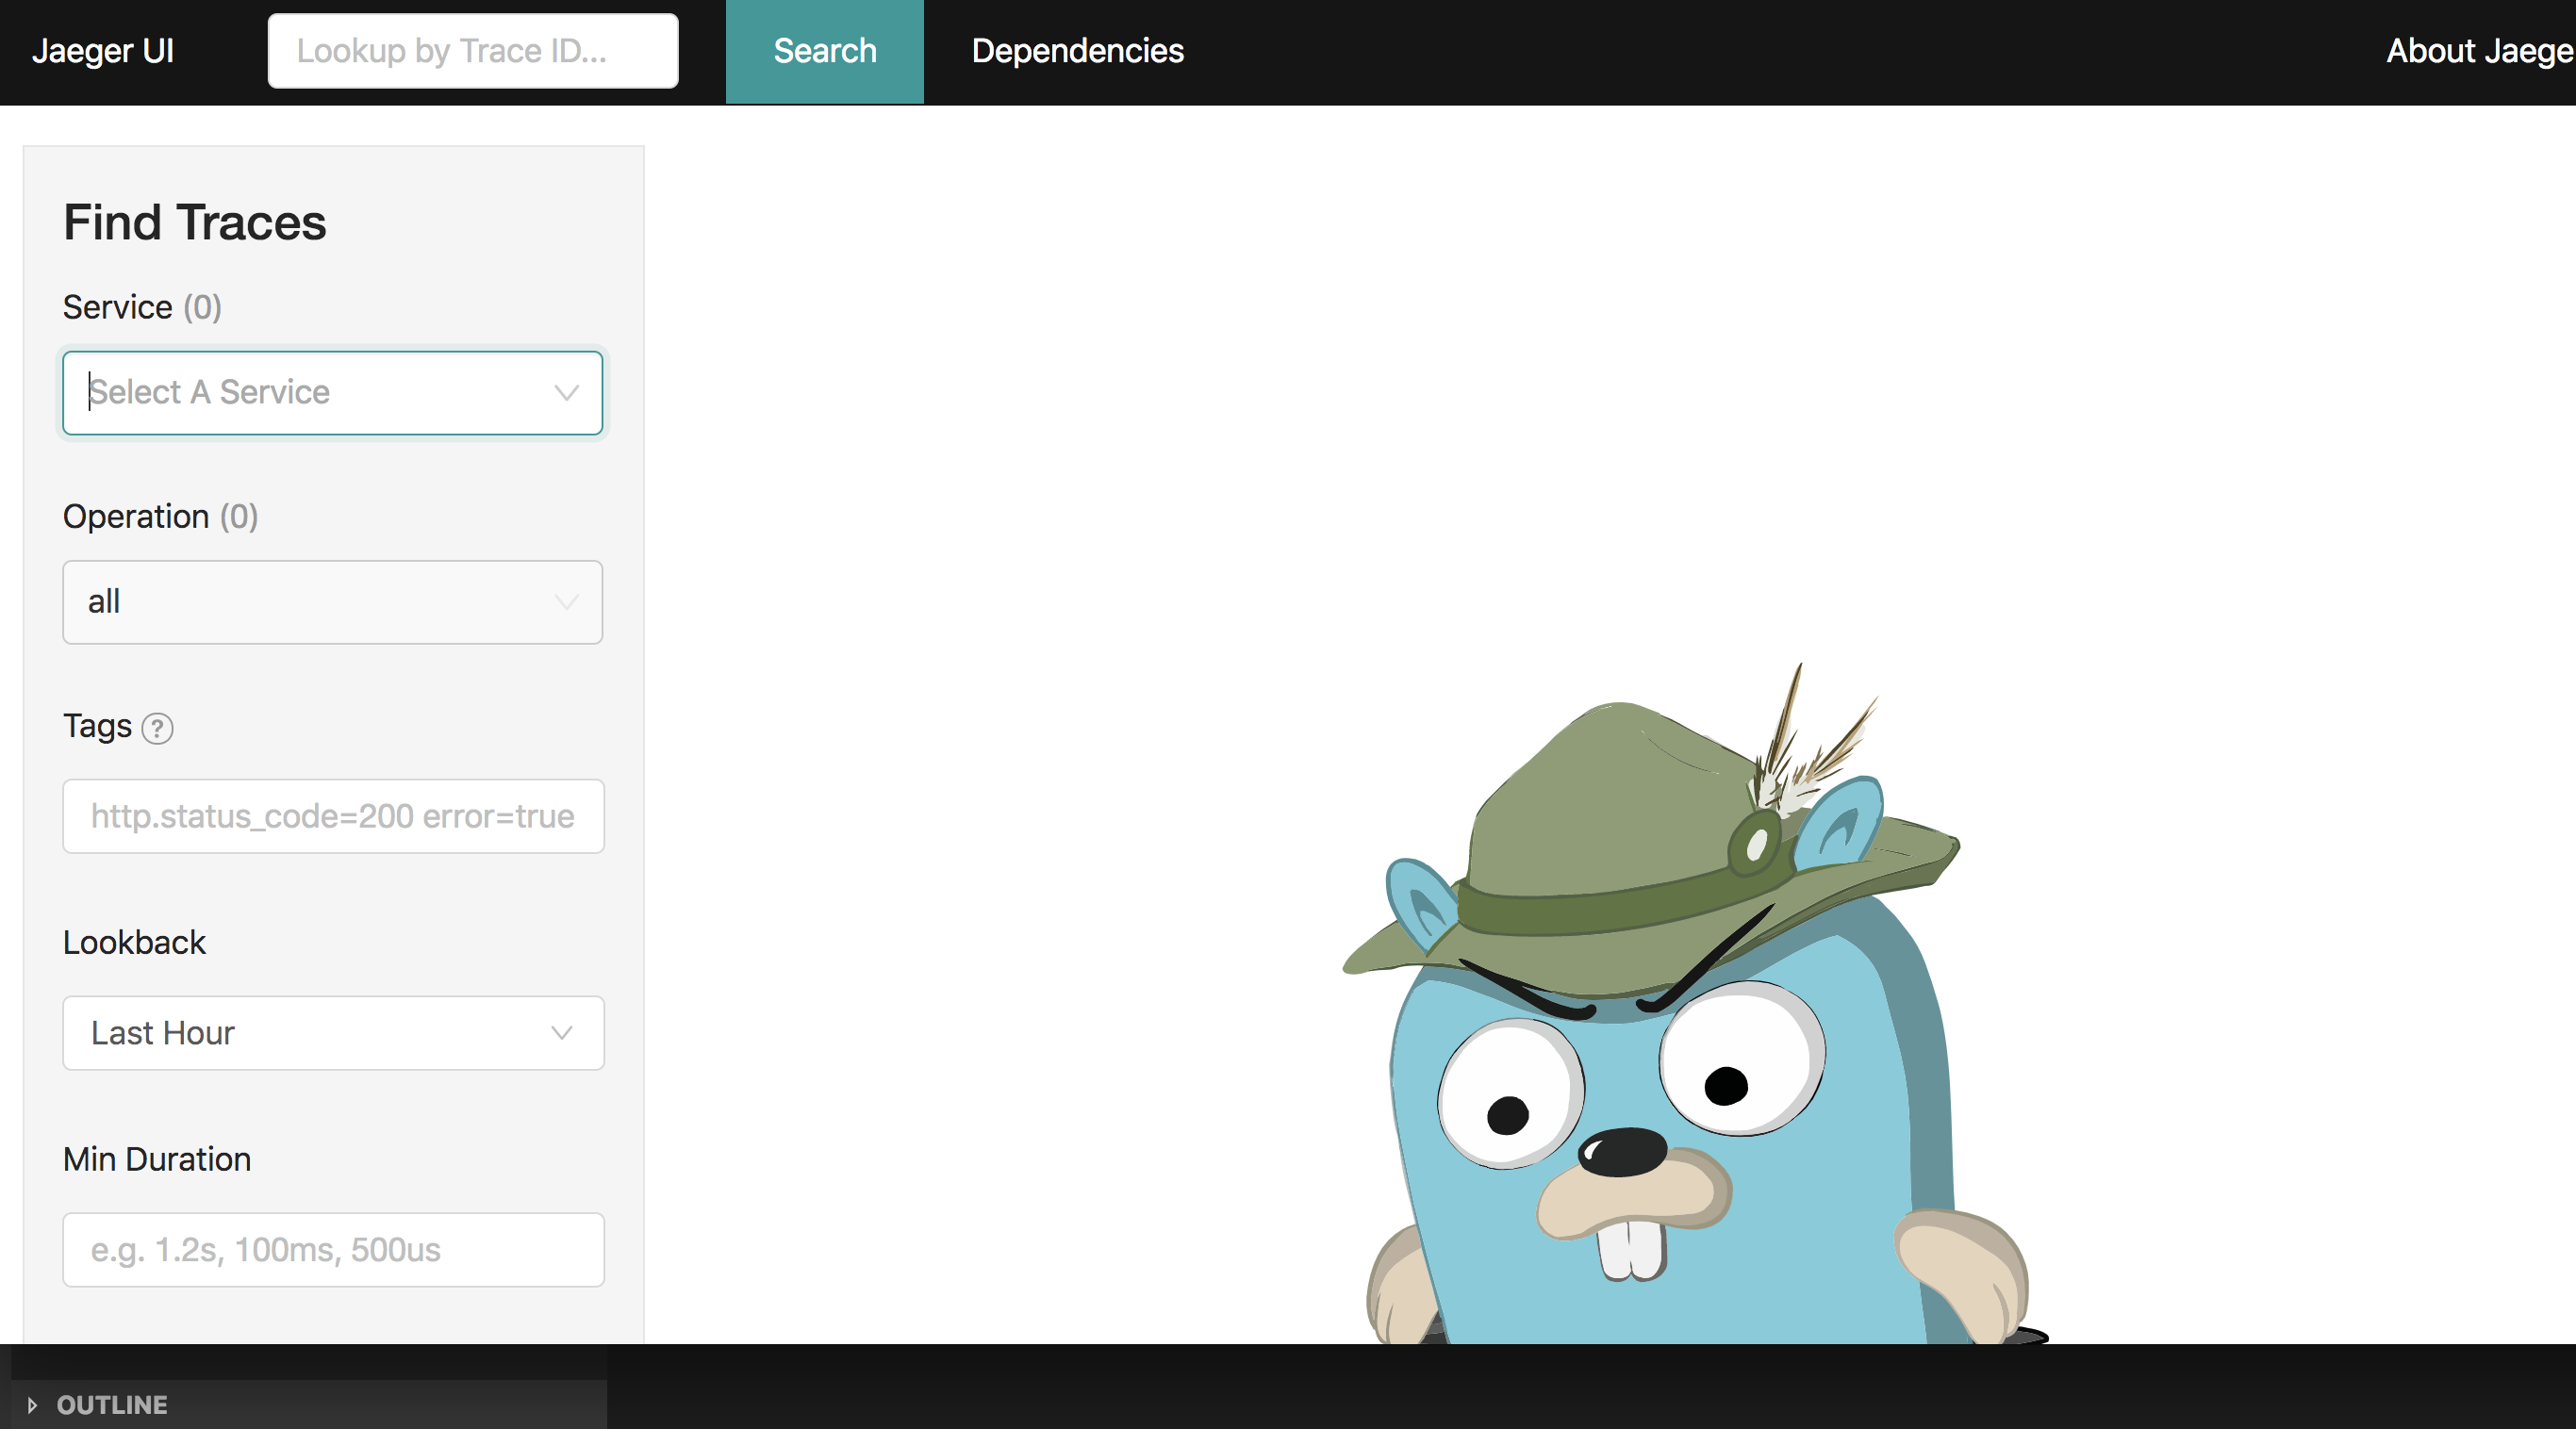 Jaeger UI
Lookup by Trace ID...
Search
Dependencies
About Jaege
Find Traces
Service (0)
Select A Service
Operation (0)
all
Tags ?
http.status_code=200 error=true
Lookback
Last Hour
Min Duration
e.g. 1.2s, 100ms, 500us
OUTLINE